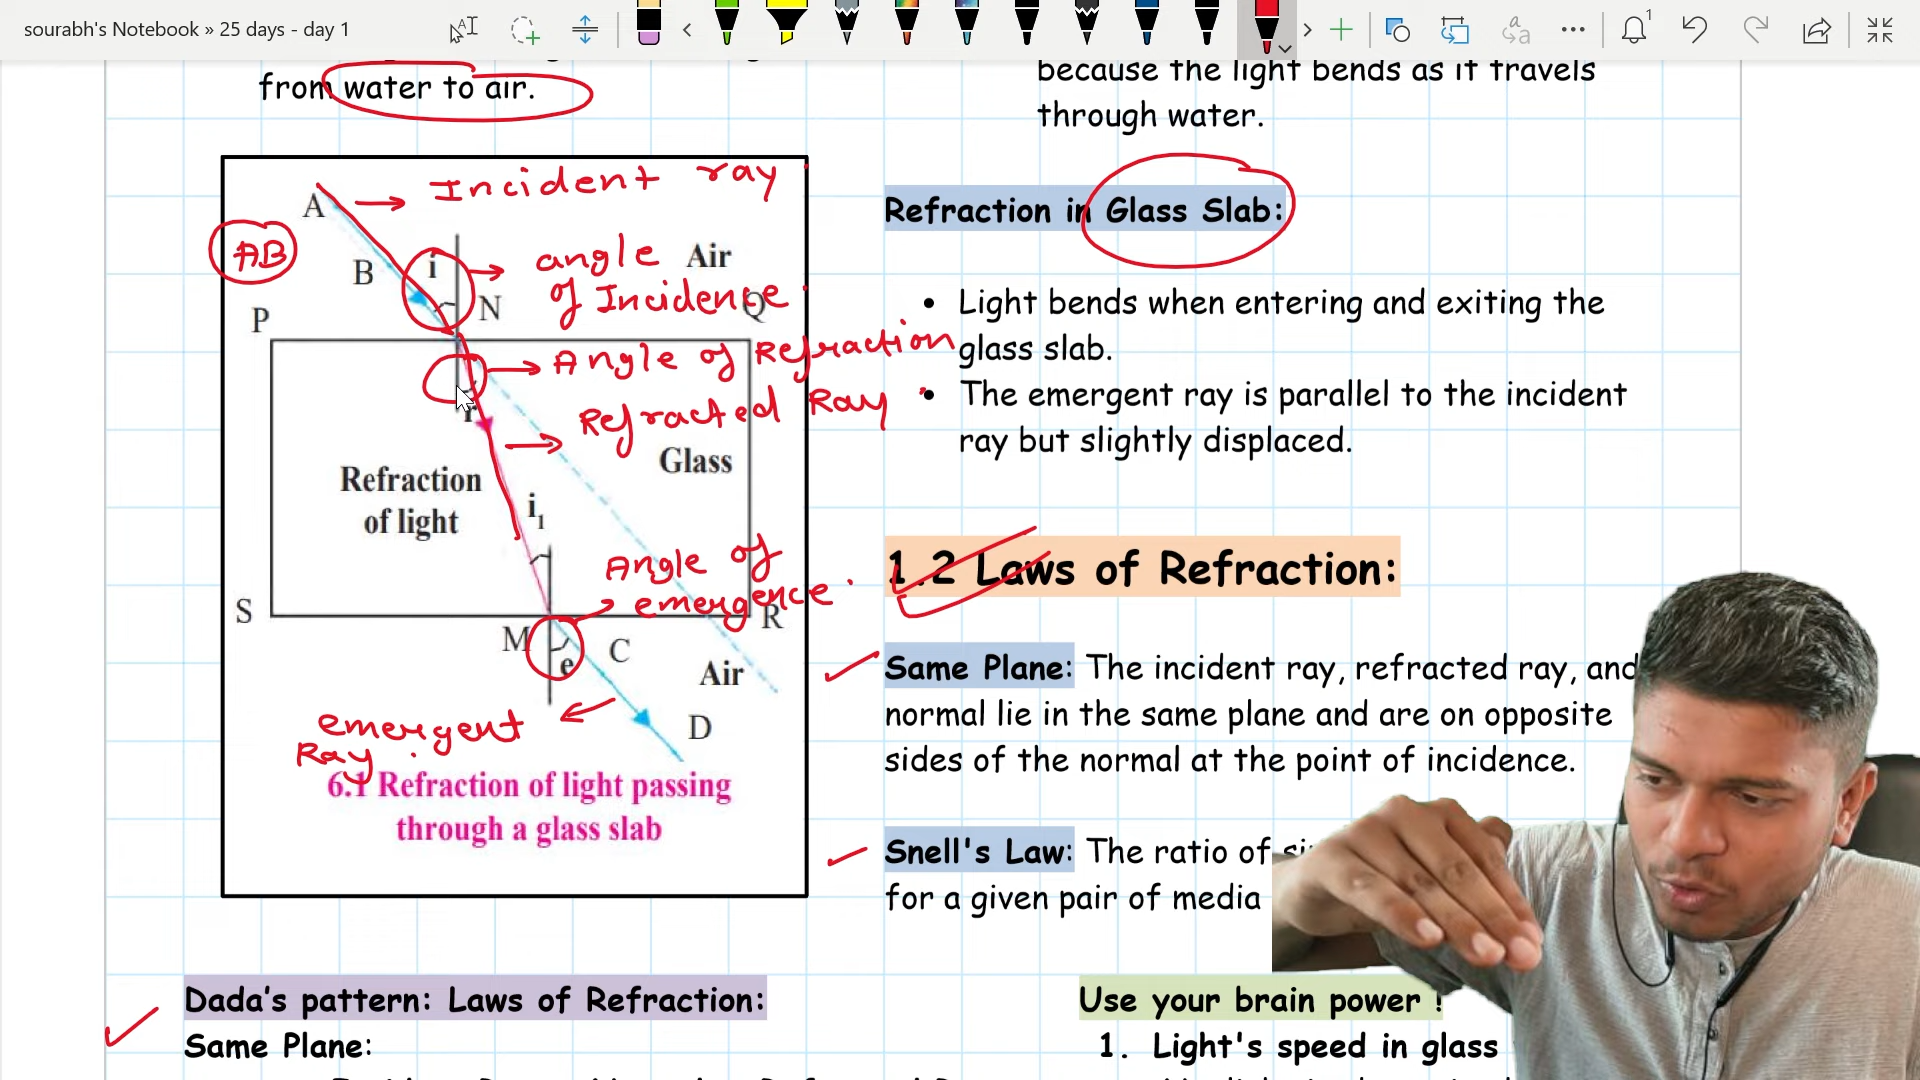 sourabh's Notebook » 25 days - day 1
from water to air.
because the light bends as it travels
through water.
A → Incident ray
AB
B i → angle
of Incidence
Air
N
Q
P
→ Angle of Refraction
r
→ Refracted Ray
Glass
Refraction
of light
i1
Angle of
→ emergence
S
R
M
e
C
Air
D
emergent
Ray
6.1 Refraction of light passing
through a glass slab
Refraction in Glass Slab:
• Light bends when entering and exiting the
glass slab.
• The emergent ray is parallel to the incident
ray but slightly displaced.
1.2 Laws of Refraction:
Same Plane: The incident ray, refracted ray, and
normal lie in the same plane and are on opposite
sides of the normal at the point of incidence.
Snell's Law: The ratio of
for a given pair of media
Dada's pattern: Laws of Refraction:
Same Plane:
Use your brain power !
1. Light's speed in glass